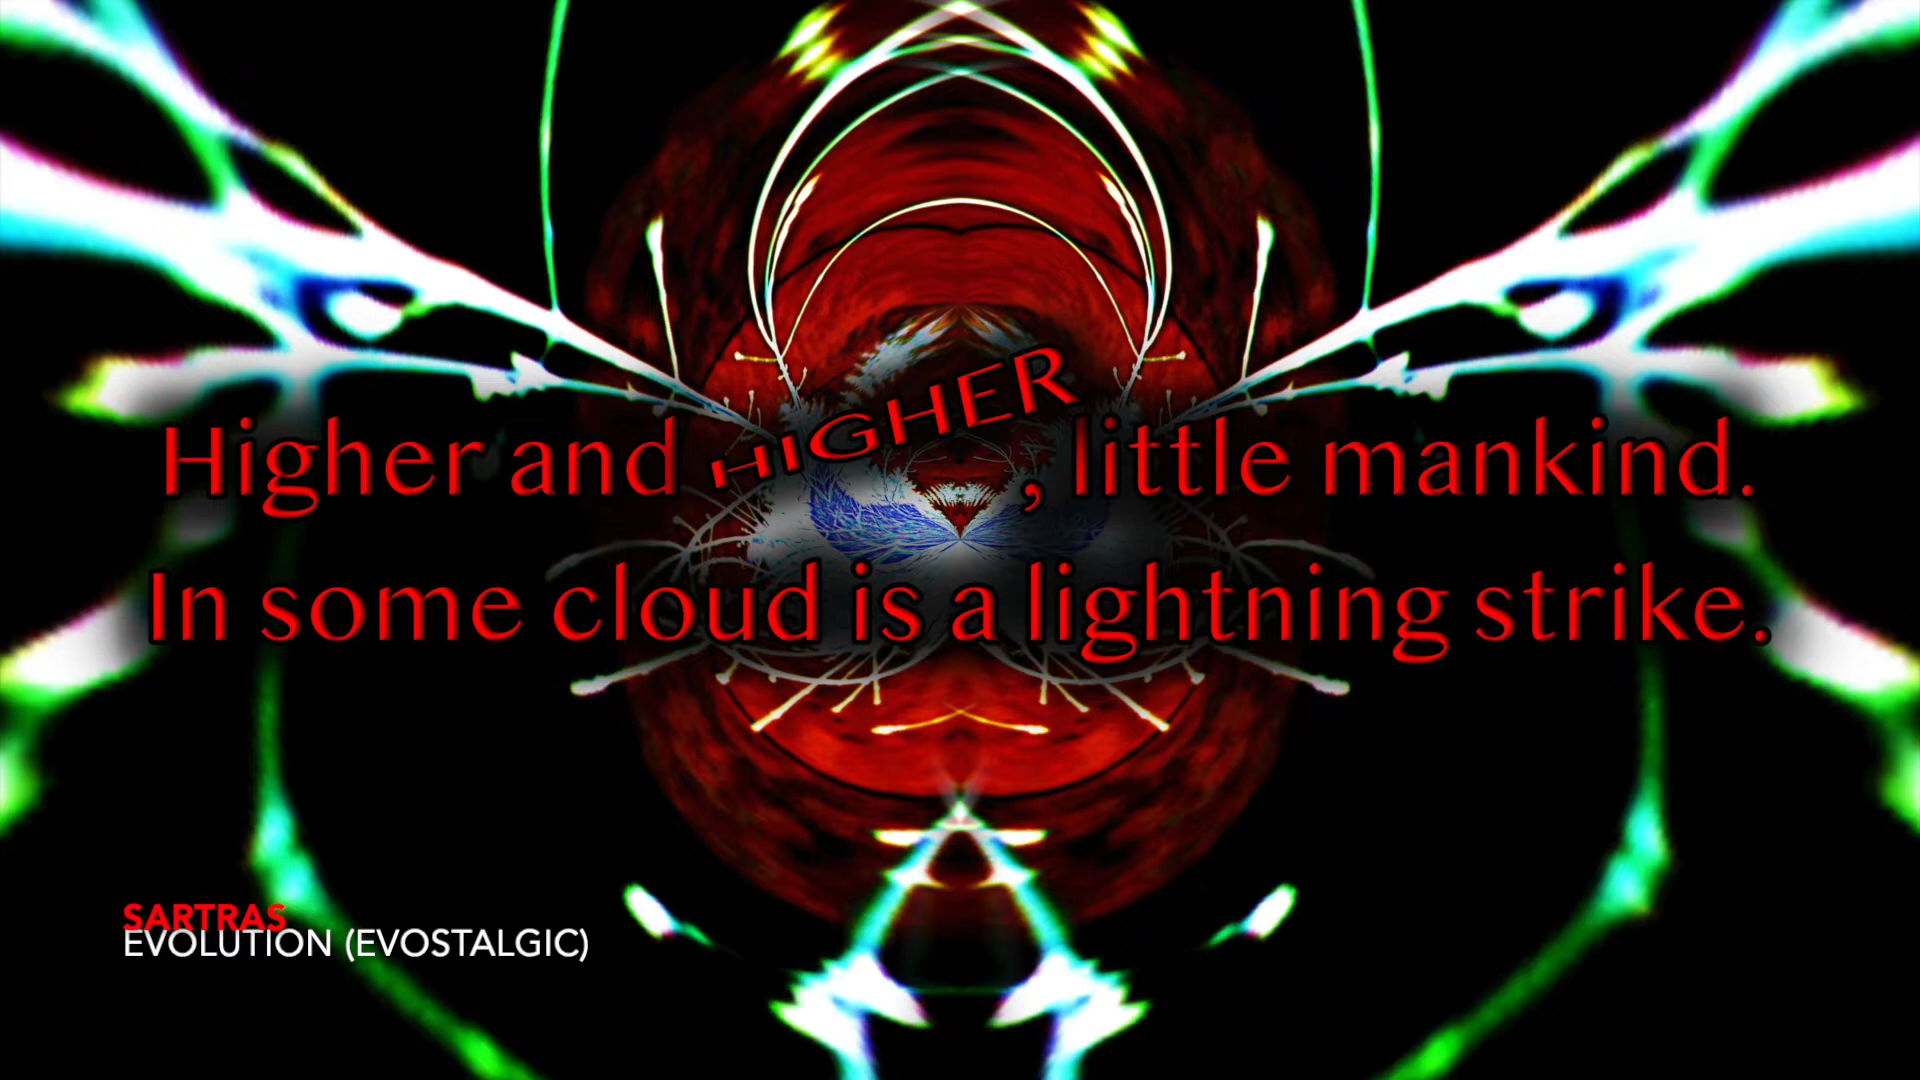 Higher and HIGHER, little mankind.
In some cloud is a lightning strike.
SARTRAS
EVOLUTION (EVOSTALGIC)